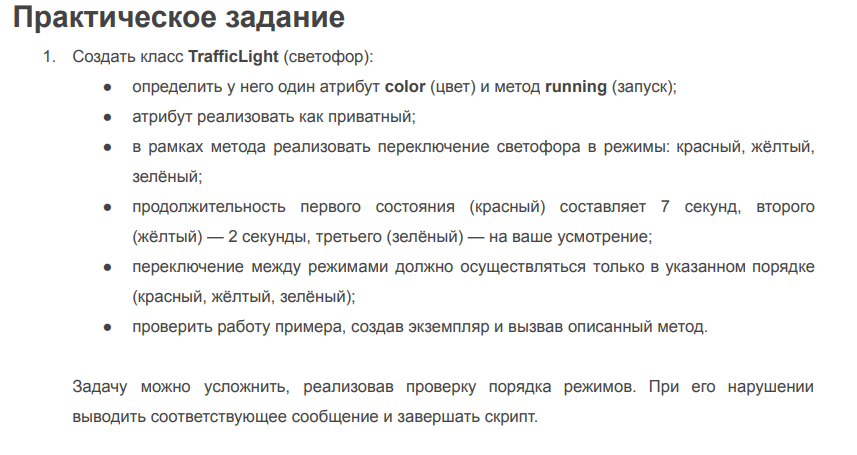 Практическое задание
1. Создать класс TrafficLight (светофор):
● определить у него один атрибут color (цвет) и метод running (запуск);
● атрибут реализовать как приватный;
● в рамках метода реализовать переключение светофора в режимы: красный, жёлтый,
зелёный;
● продолжительность первого состояния (красный) составляет 7 секунд, второго
(жёлтый) — 2 секунды, третьего (зелёный) — на ваше усмотрение;
● переключение между режимами должно осуществляться только в указанном порядке
(красный, жёлтый, зелёный);
● проверить работу примера, создав экземпляр и вызвав описанный метод.
Задачу можно усложнить, реализовав проверку порядка режимов. При его нарушении
выводить соответствующее сообщение и завершать скрипт.